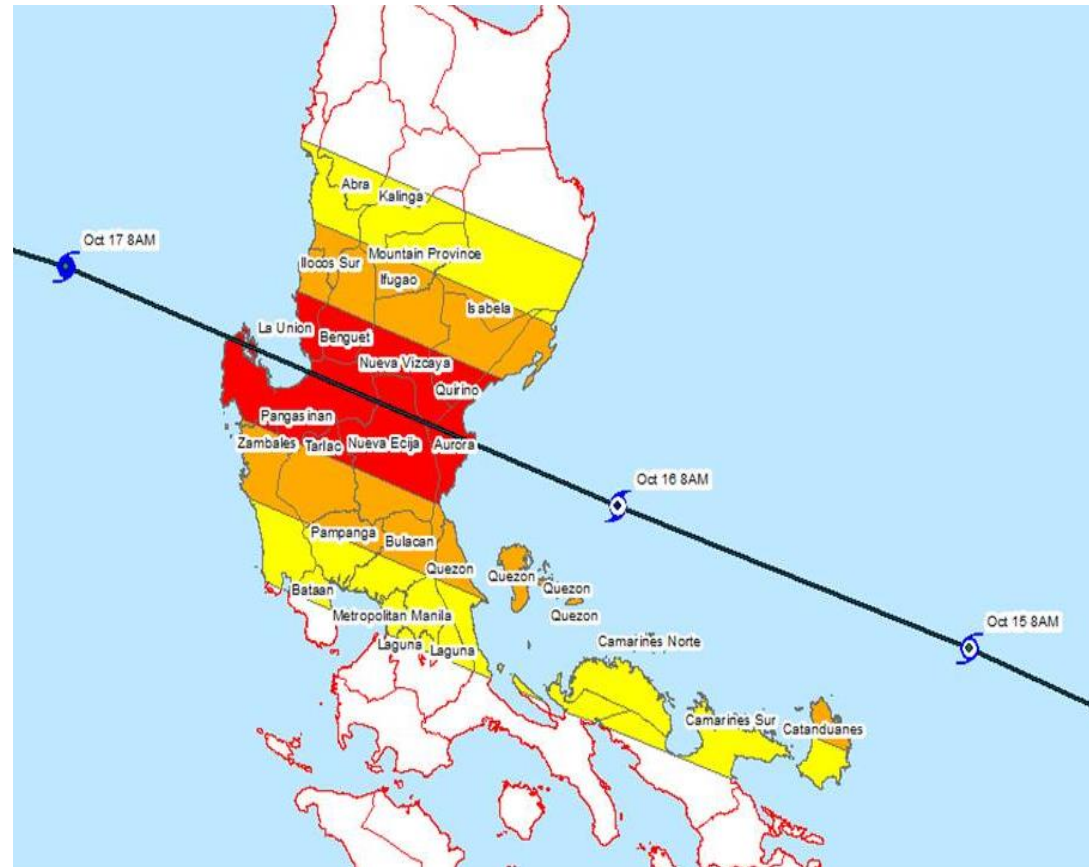 Abra
Kalinga
Oct 17 8AM
Mountain Province
Ilocos Sur
Ifugao
Isabela
La Union
Benguet
Nueva Vizcaya
Quirino
Pangasinan
Zambales
Tarlac
Nueva Ecija
Aurora
Oct 16 8AM
Pampanga
Bulacan
Quezon
Quezon
Quezon
Quezon
Bataan
Metropolitan Manila
Laguna
Laguna
Camarines Norte
Oct 15 8AM
Camarines Sur
Catanduanes